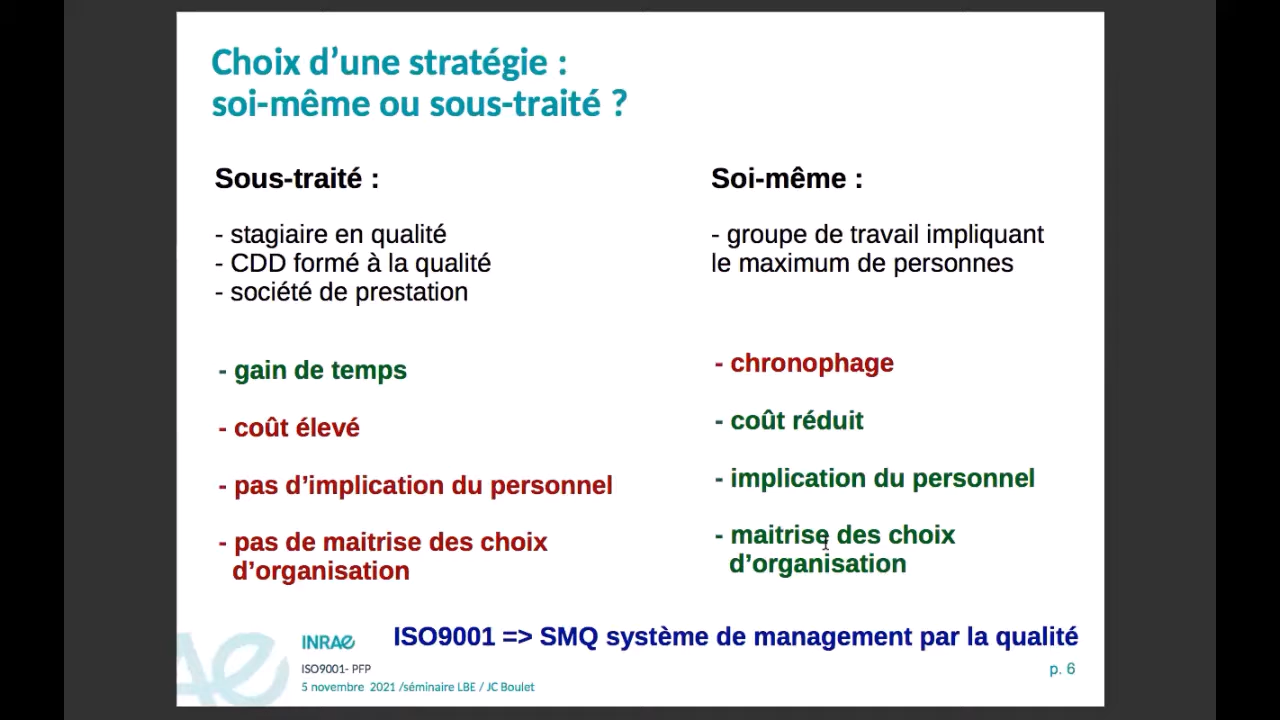 Choix d’une stratégie :
soi-même ou sous-traité ?
Sous-traité :
- stagiaire en qualité
- CDD formé à la qualité
- société de prestation
- gain de temps
- coût élevé
- pas d’implication du personnel
- pas de maitrise des choix
d’organisation
Soi-même :
- groupe de travail impliquant
le maximum de personnes
- chronophage
- coût réduit
- implication du personnel
- maitrise des choix
d’organisation
ISO9001 => SMQ système de management par la qualité
INRAE
ISO9001- PFP
5 novembre 2021 /séminaire LBE / JC Boulet
p. 6